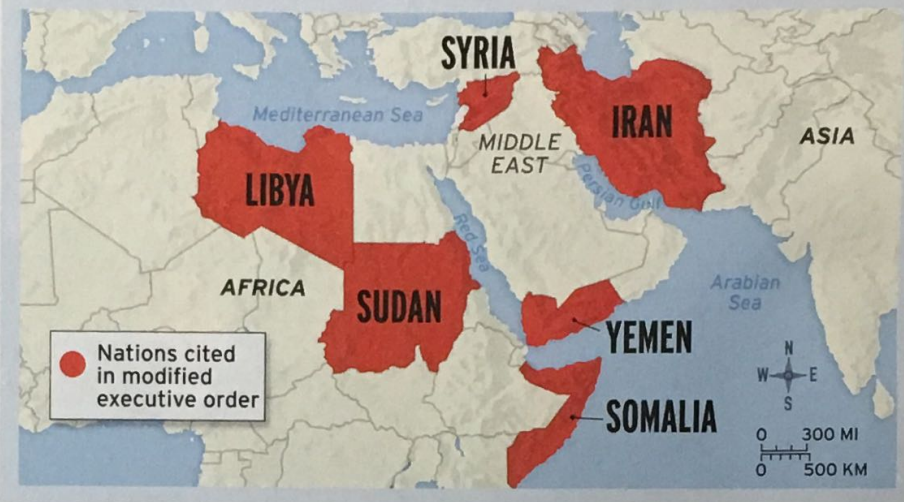 SYRIA
Mediterranean Sea
MIDDLE
EAST
IRAN
ASIA
LIBYA
Persian Gulf
Red Sea
AFRICA
SUDAN
Arabian
Sea
YEMEN
Nations cited
in modified
executive order
SOMALIA
N
W E
S
0 300 MI
0 500 KM